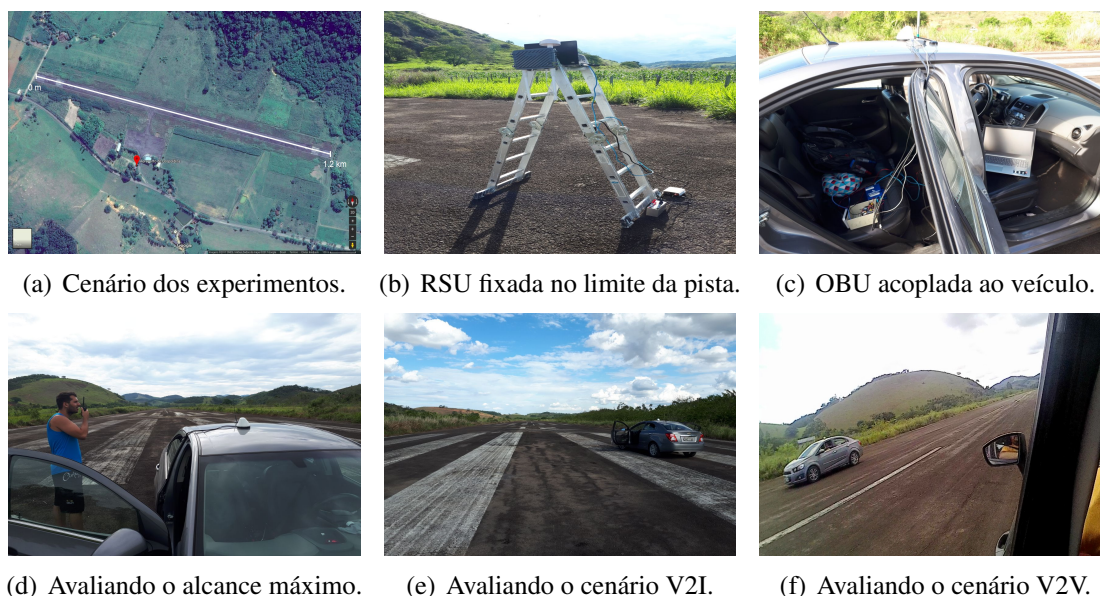 0 m
1.2 km
(a) Cenário dos experimentos.
(b) RSU fixada no limite da pista.
(c) OBU acoplada ao veículo.
(d) Avaliando o alcance máximo.
(e) Avaliando o cenário V2I.
(f) Avaliando o cenário V2V.